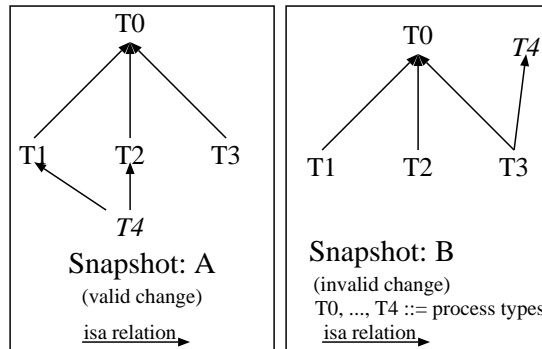 T0
T1 T2 T3
T4
Snapshot: A
(valid change)
isa relation
T0
T4
T1 T2 T3
Snapshot: B
(invalid change)
T0, ..., T4 ::= process types
isa relation